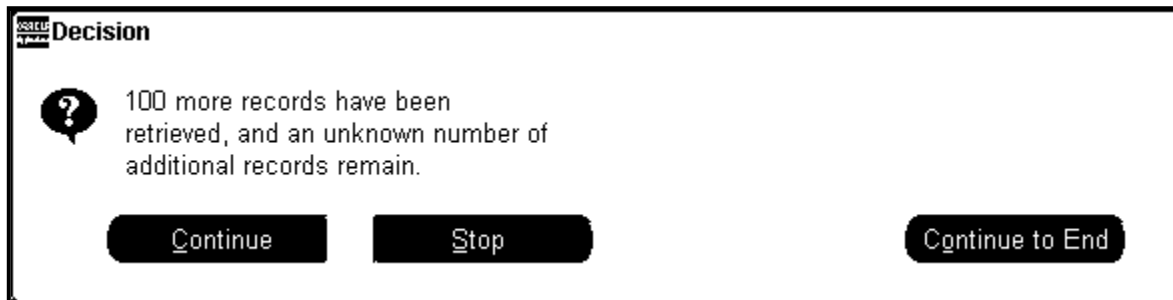 Decision
100 more records have been
retrieved, and an unknown number of
additional records remain.
Continue
Stop
Continue to End